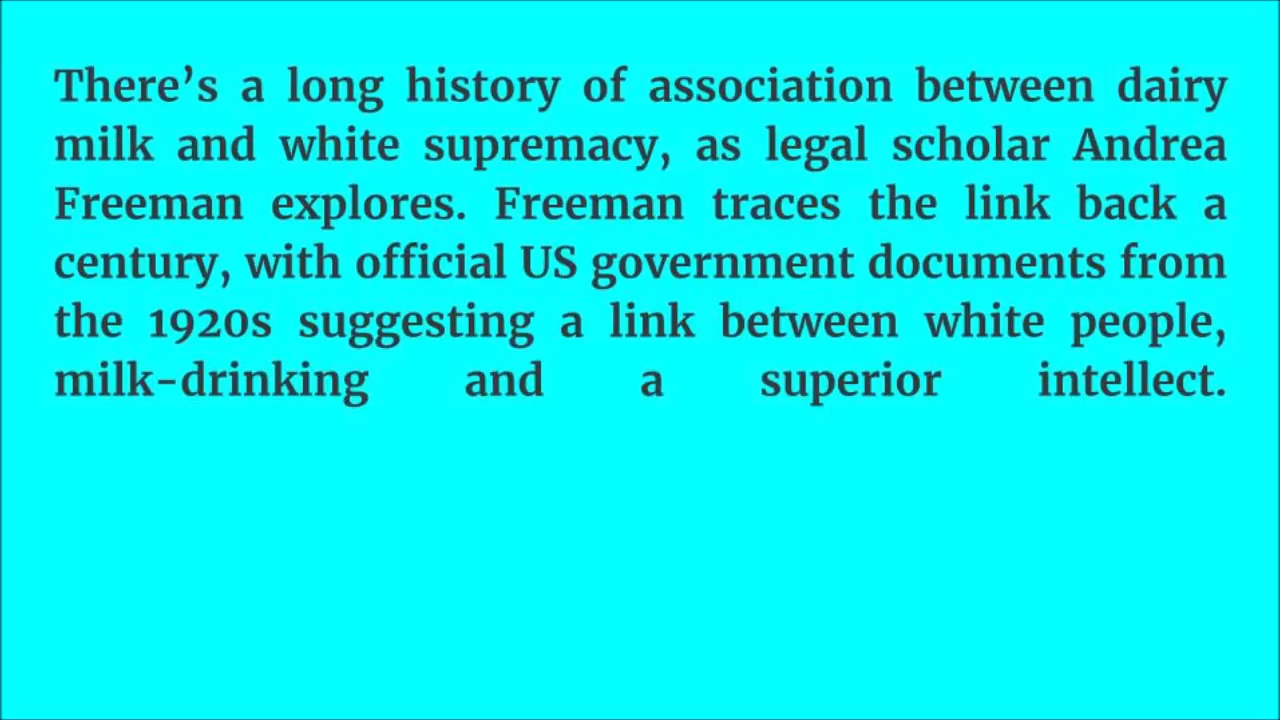 There’s a long history of association between dairy
milk and white supremacy, as legal scholar Andrea
Freeman explores. Freeman traces the link back a
century, with official US government documents from
the 1920s suggesting a link between white people,
milk-drinking and a superior intellect.